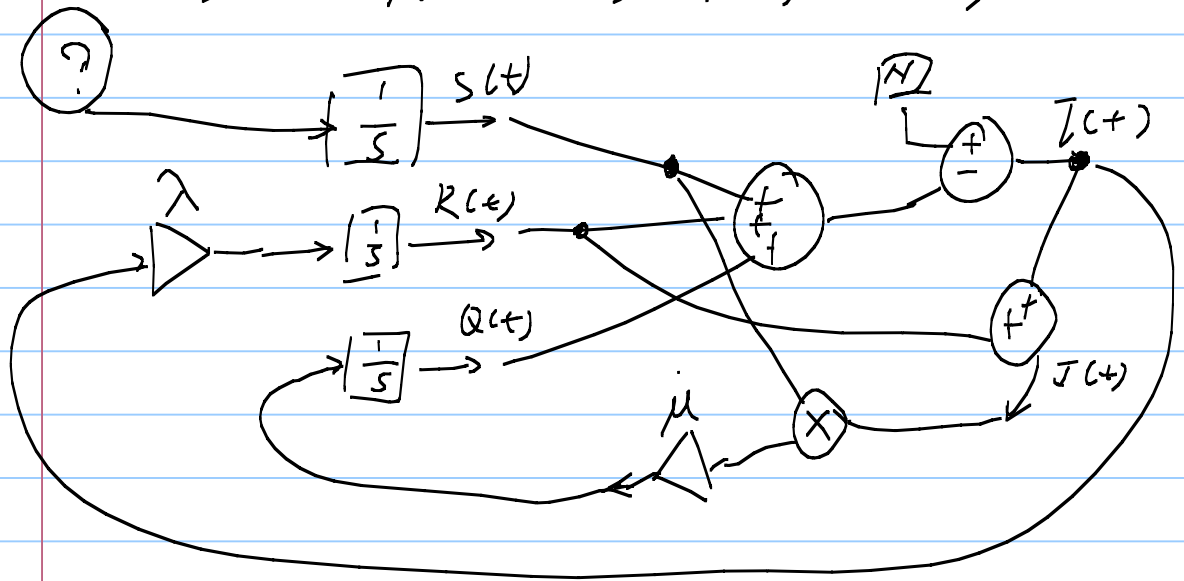 ?
1/s S(t)
N
I(t)
+
-
λ
1/s R(t)
+
+
+
1/s Q(t)
+ +
J(t)
μ
X